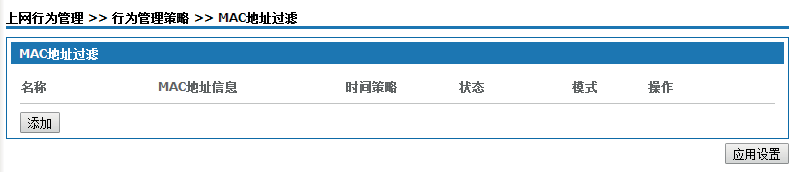 上网行为管理 >> 行为管理策略 >> MAC地址过滤
MAC地址过滤
名称 MAC地址信息 时间策略 状态 模式 操作
添加
应用设置